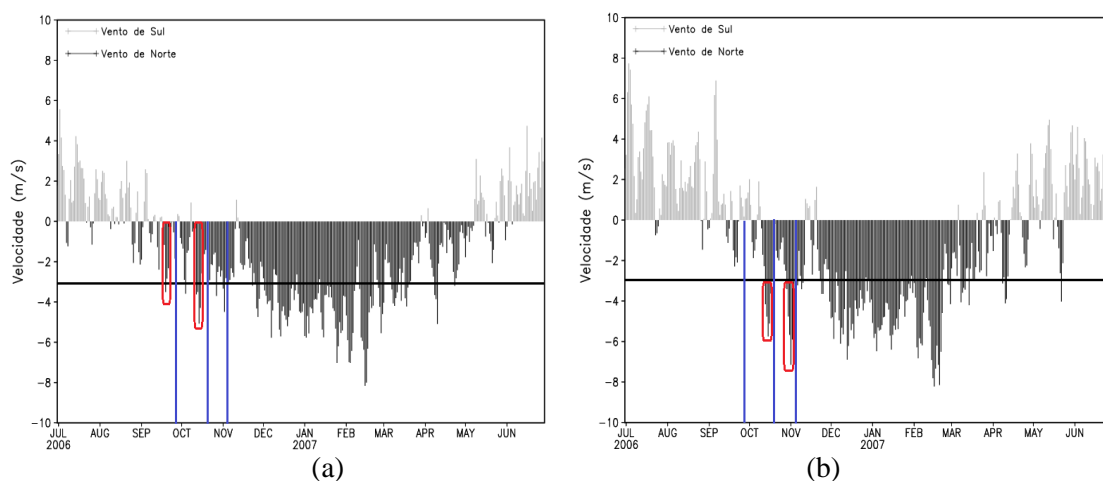 10
8
6
4
2
0
-2
-4
-6
-8
-10
Velocidade (m/s)
Vento de Sul
Vento de Norte
JUL AUG SEP OCT NOV DEC JAN FEB MAR APR MAY JUN
2006 2007
(a)
10
8
6
4
2
0
-2
-4
-6
-8
-10
Velocidade (m/s)
Vento de Sul
Vento de Norte
JUL AUG SEP OCT NOV DEC JAN FEB MAR APR MAY JUN
2006 2007
(b)